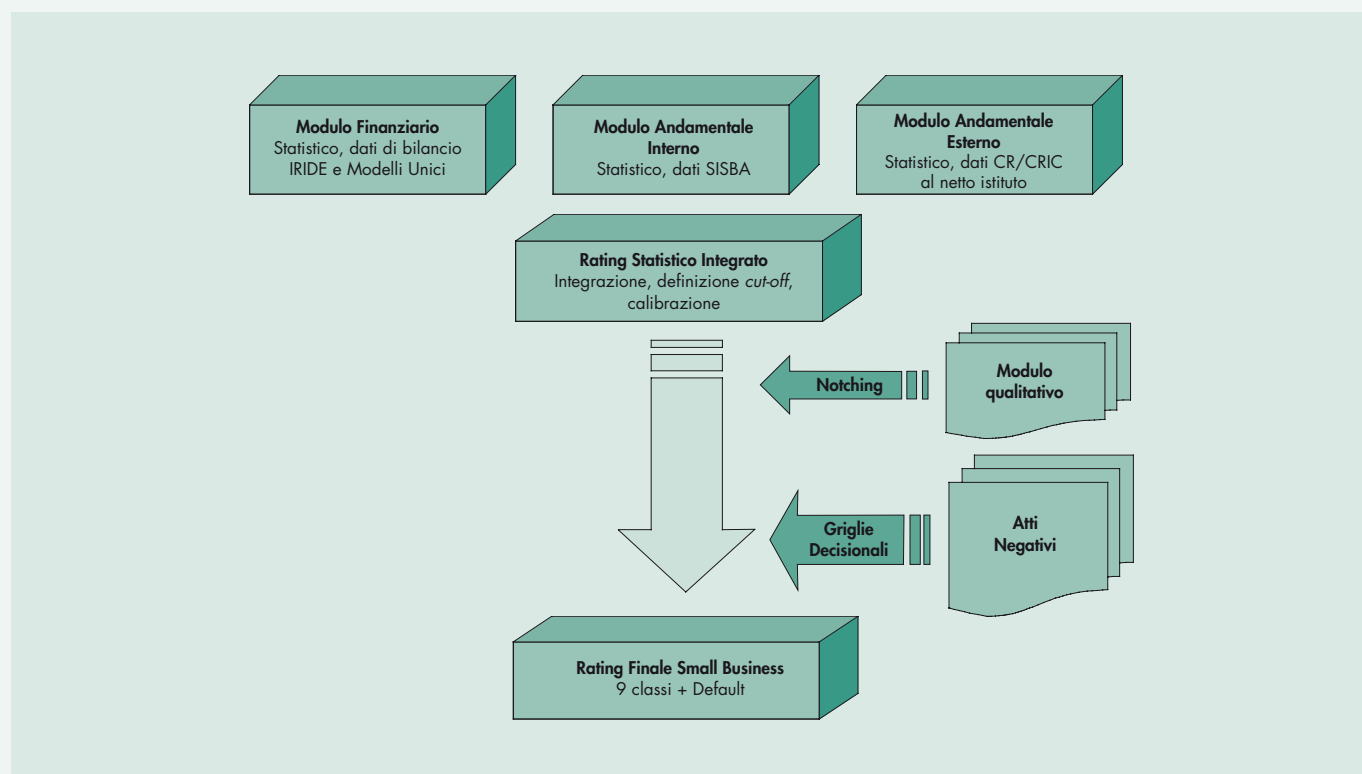 Modulo Finanziario
Statistico, dati di bilancio
IRIDE e Modelli Unici
Modulo Andamentale
Interno
Statistico, dati SISBA
Modulo Andamentale
Esterno
Statistico, dati CR/CRIC
al netto istituto
Rating Statistico Integrato
Integrazione, definizione cut-off,
calibrazione
Notching
Modulo
qualitativo
Griglie
Decisionali
Atti
Negativi
Rating Finale Small Business
9 classi + Default